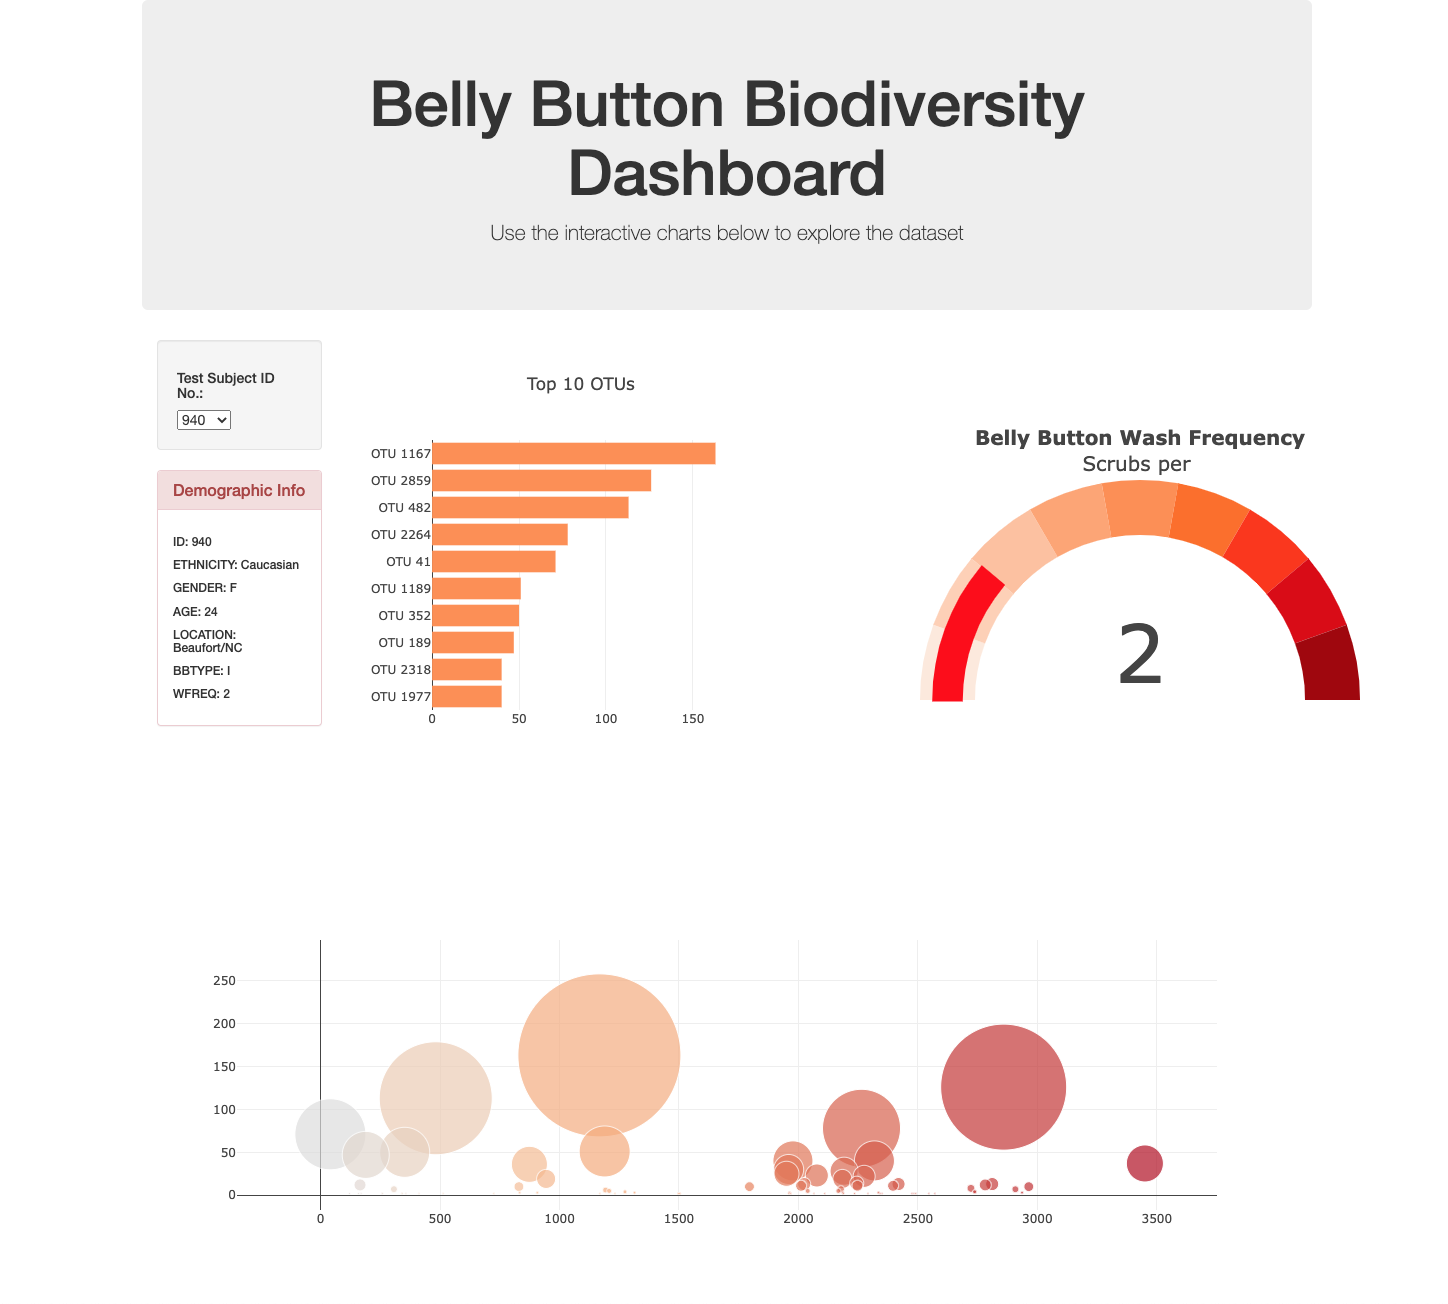 Belly Button Biodiversity
Dashboard
Use the interactive charts below to explore the dataset
Test Subject ID
No.:
940
Demographic Info
ID: 940
ETHNICITY: Caucasian
GENDER: F
AGE: 24
LOCATION:
Beaufort/NC
BBTYPE: I
WFREQ: 2
Top 10 OTUs
OTU 1167
OTU 2859
OTU 482
OTU 2264
OTU 41
OTU 1189
OTU 352
OTU 189
OTU 2318
OTU 1977
0 50 100 150
Belly Button Wash Frequency
Scrubs per
2
250
200
150
100
50
0
0 500 1000 1500 2000 2500 3000 3500